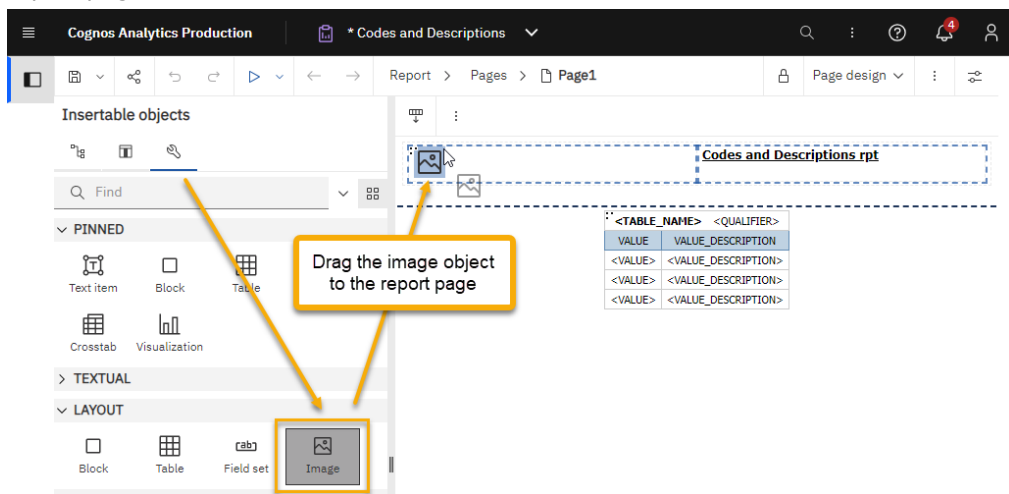 Cognos Analytics Production
* Codes and Descriptions
4
Report > Pages > Page1
Page design
Insertable objects
Find
PINNED
Text item Block Table
Crosstab Visualization
TEXTUAL
LAYOUT
Block Table Field set Image
Drag the image object
to the report page
Codes and Descriptions rpt
<TABLE_NAME> <QUALIFIER>
VALUE VALUE_DESCRIPTION
<VALUE> <VALUE_DESCRIPTION>
<VALUE> <VALUE_DESCRIPTION>
<VALUE> <VALUE_DESCRIPTION>